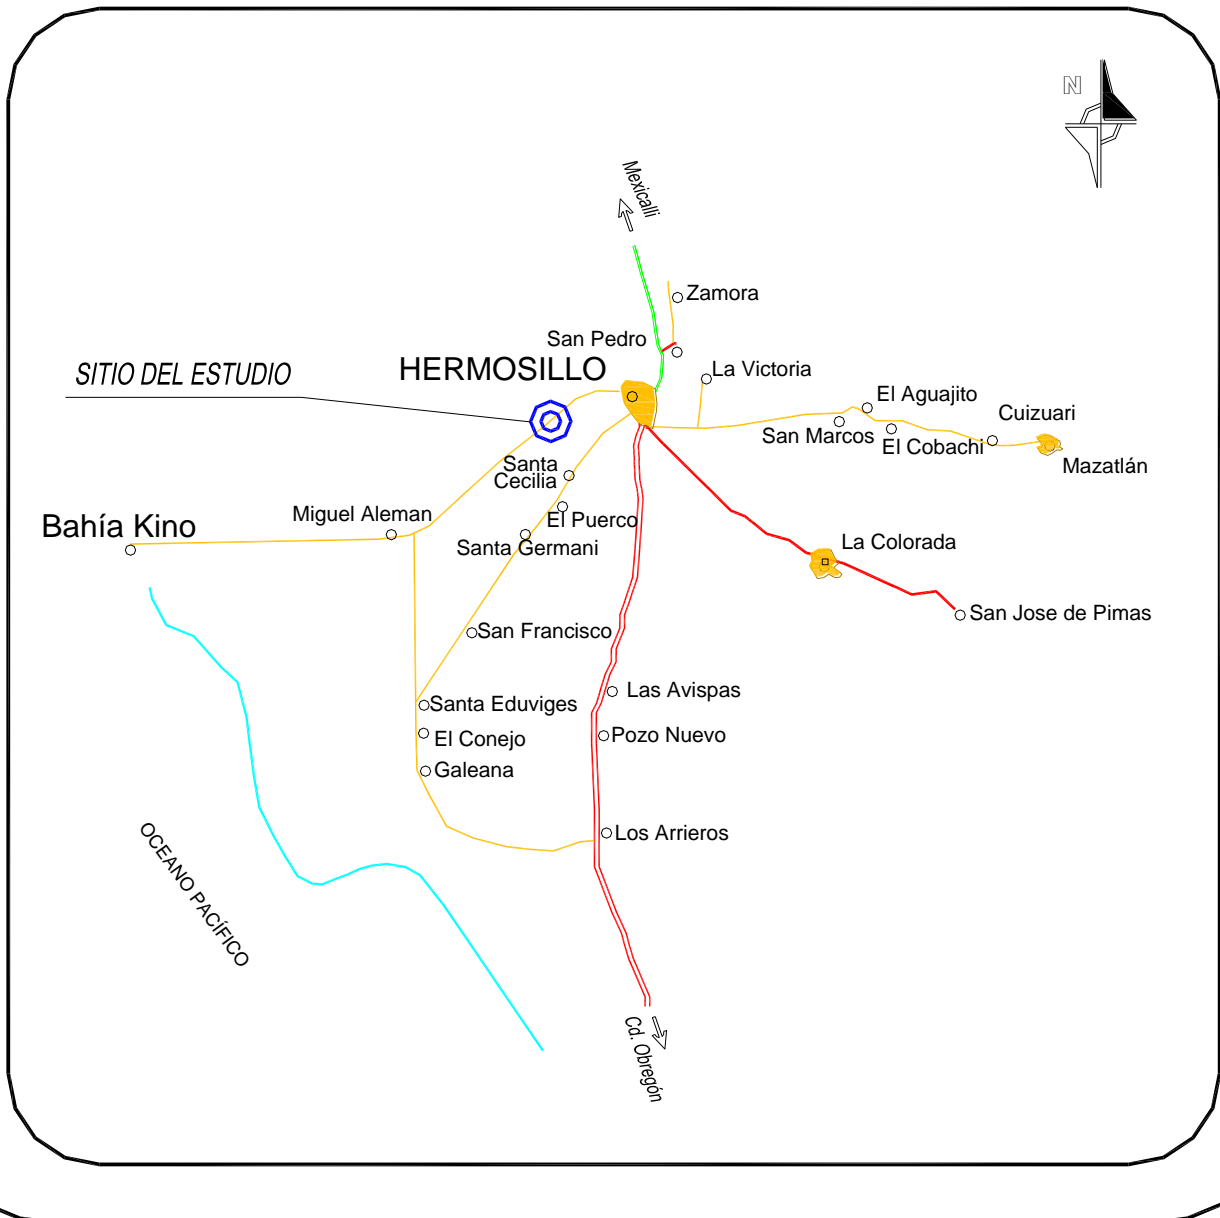 N
Mexicalli
Zamora
San Pedro
HERMOSILLO
La Victoria
SITIO DEL ESTUDIO
El Aguajito
Cuizuari
San Marcos
El Cobachi
Mazatlán
Santa
Cecilia
Miguel Aleman
El Puerco
Bahía Kino
Santa Germani
La Colorada
San Jose de Pimas
San Francisco
Las Avispas
Santa Eduviges
El Conejo
Pozo Nuevo
Galeana
Los Arrieros
OCEANO PACÍFICO
Cd. Obregón